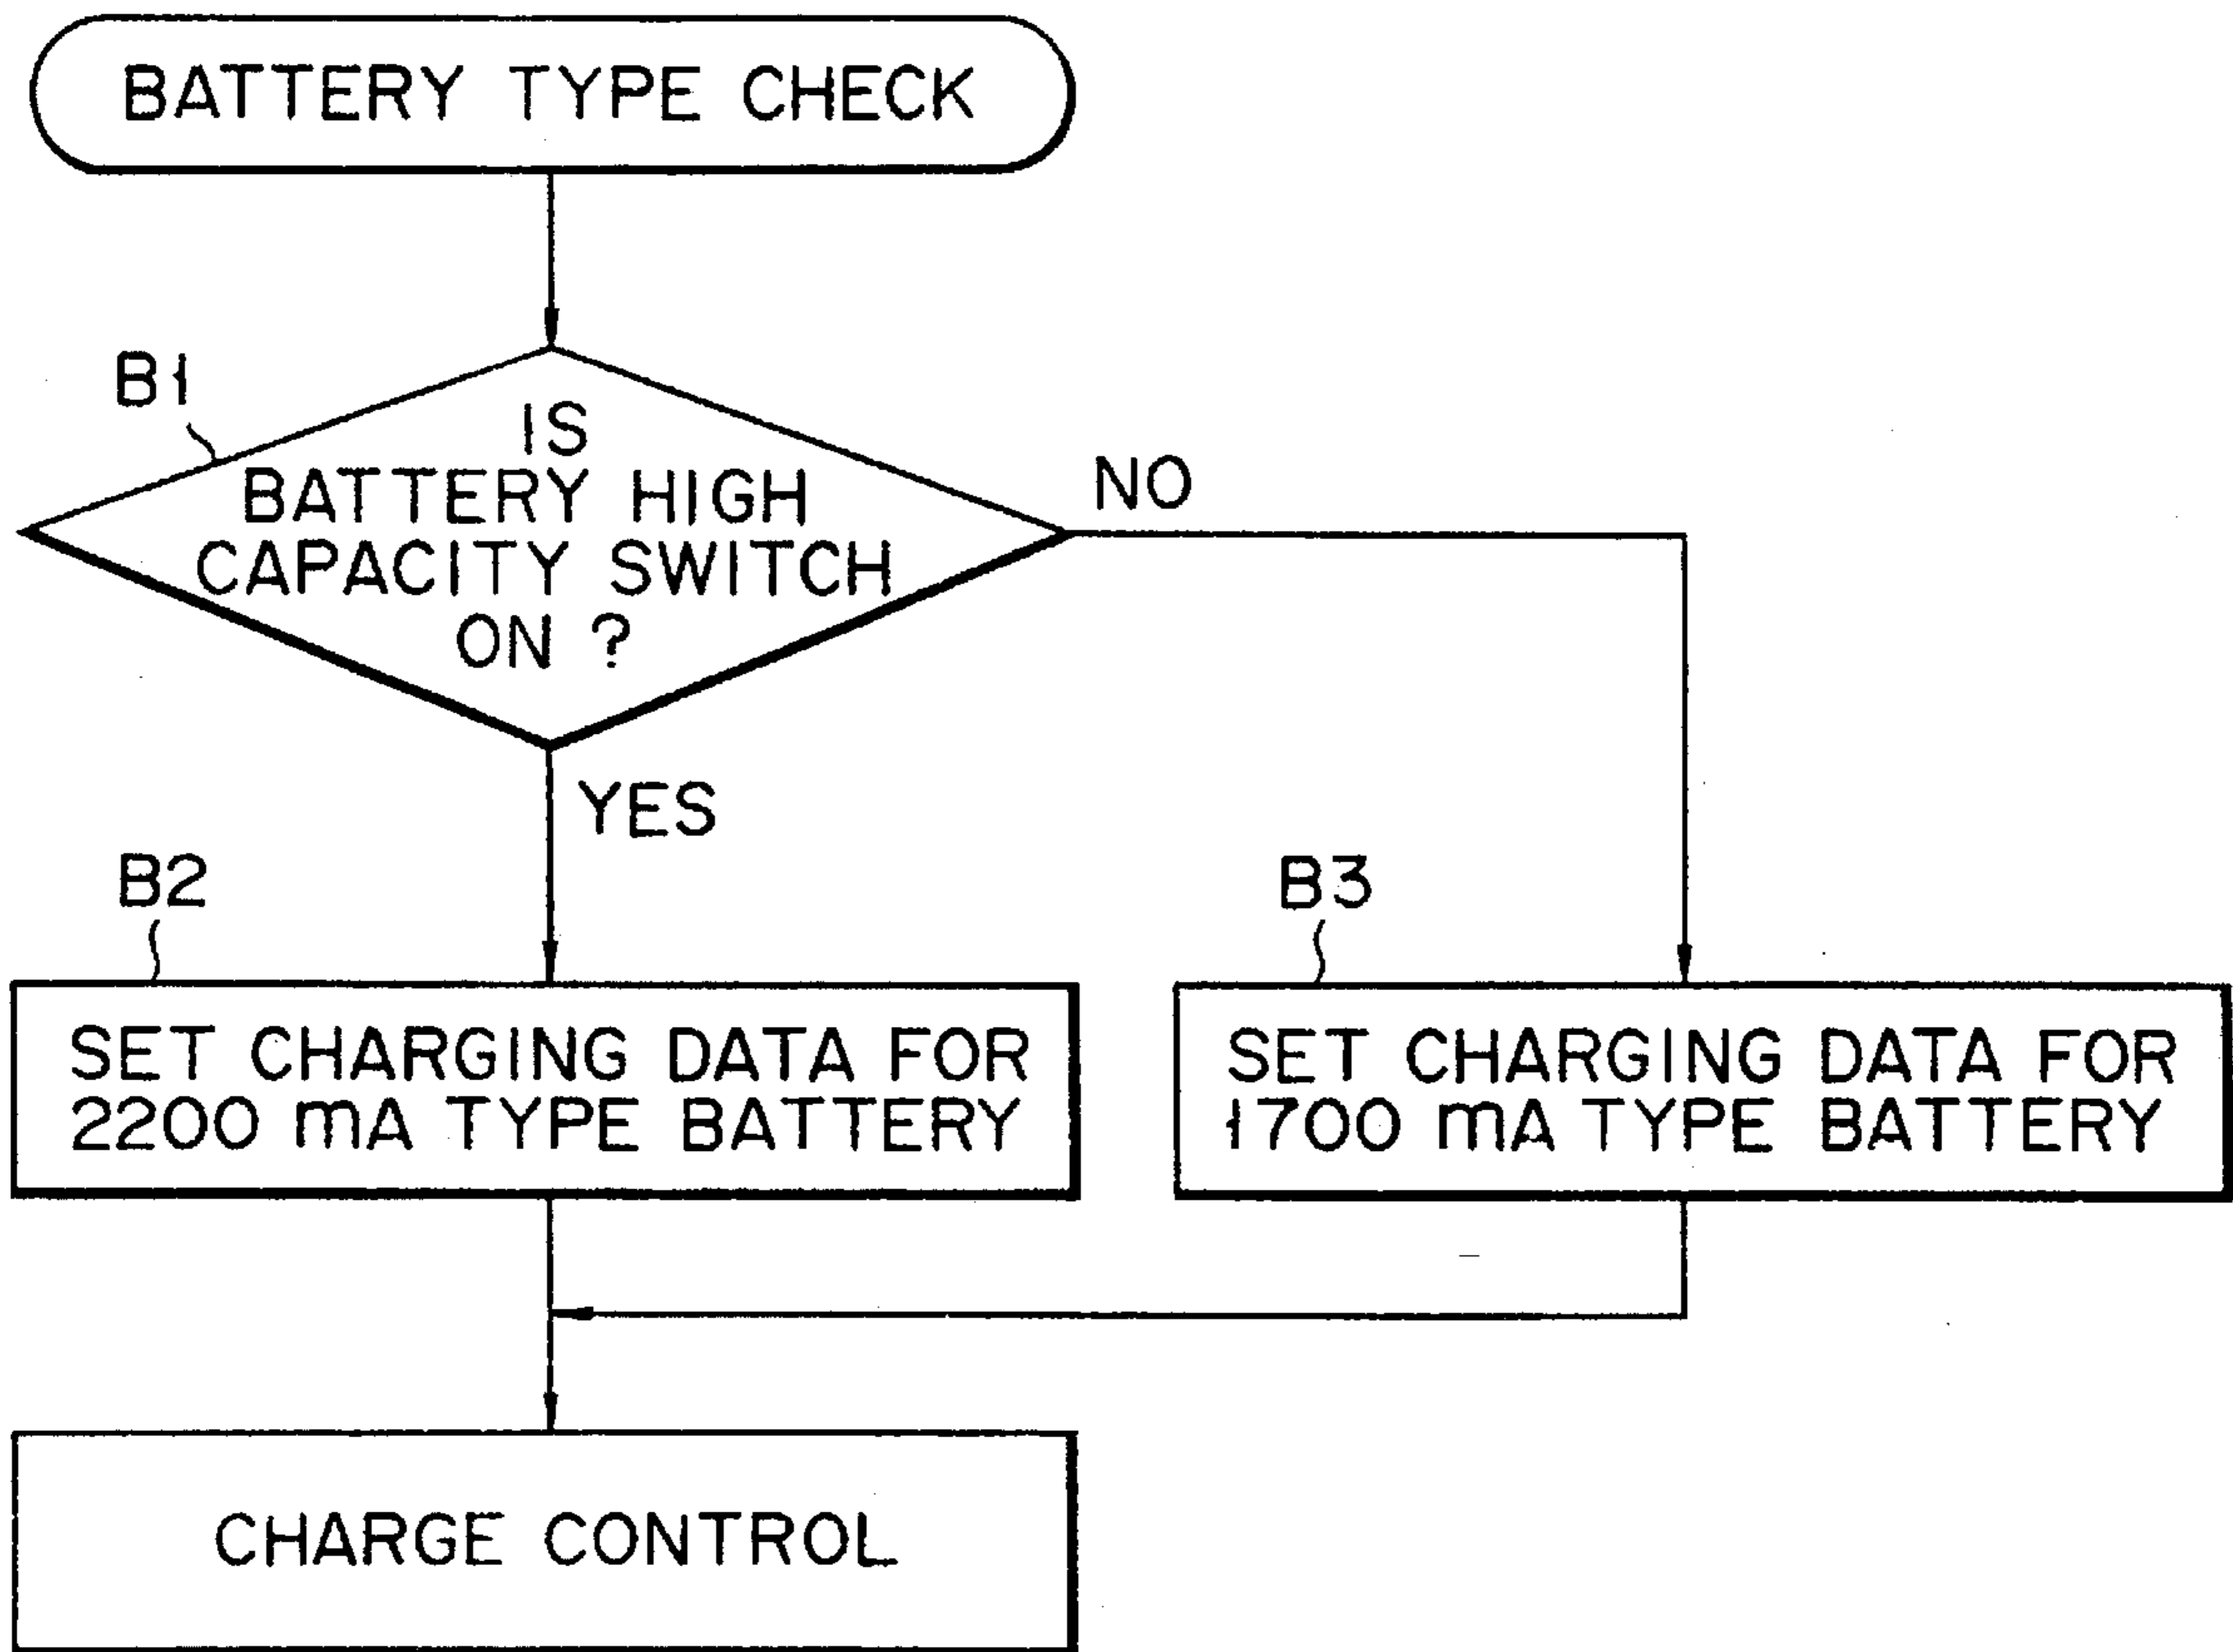 BATTERY TYPE CHECK
B1
IS
BATTERY HIGH
CAPACITY SWITCH
ON ?
NO
YES
B2
SET CHARGING DATA FOR
2200 mA TYPE BATTERY
B3
SET CHARGING DATA FOR
1700 mA TYPE BATTERY
CHARGE CONTROL